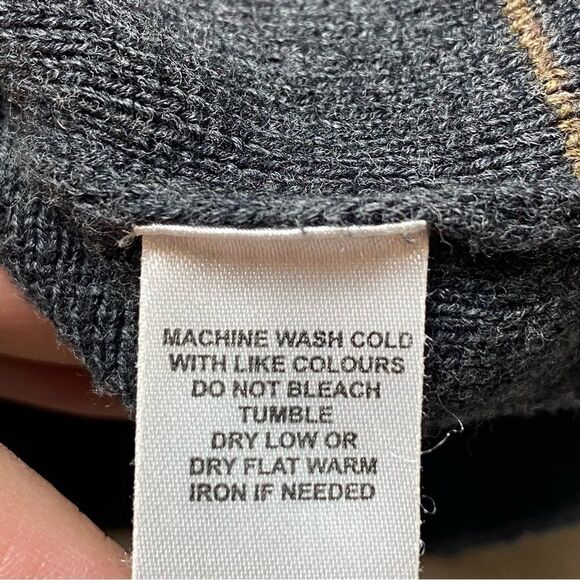 MACHINE WASH COLD
WITH LIKE COLOURS
DO NOT BLEACH
TUMBLE
DRY LOW OR
DRY FLAT WARM
IRON IF NEEDED